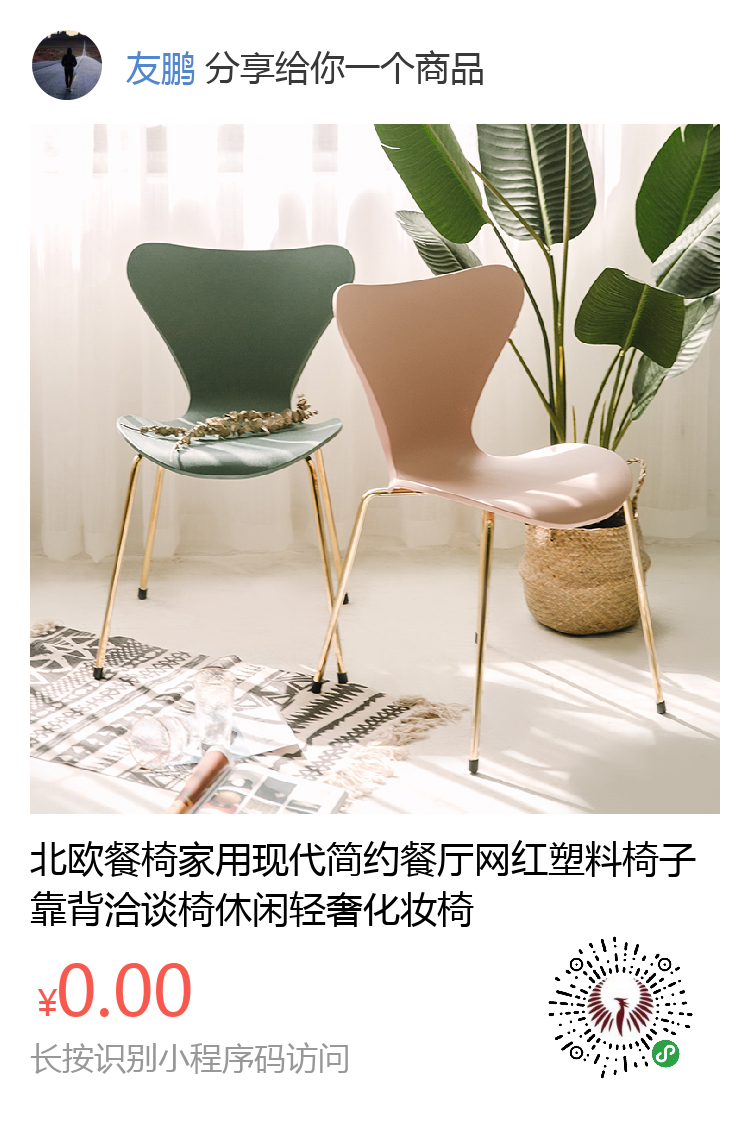 友鹏 分享给你一个商品
北欧餐椅家用现代简约餐厅网红塑料椅子
靠背洽谈椅休闲轻奢化妆椅
¥0.00
长按识别小程序码访问